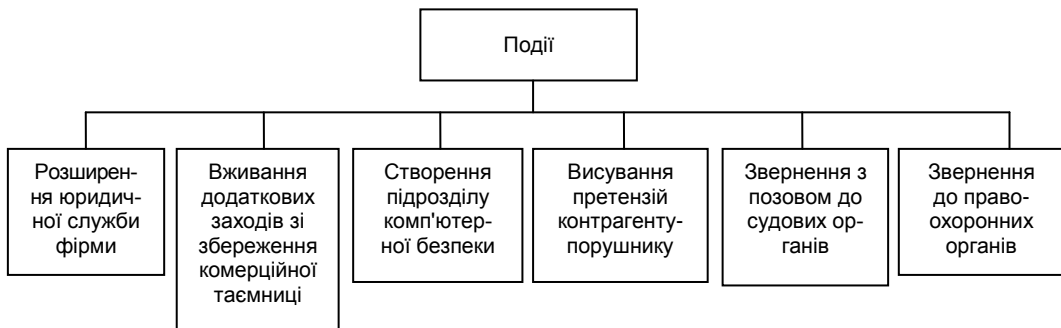 Події
Розширен-
ня юридич-
ної служби
фірми
Вживання
додаткових
заходів зі
збереження
комерційної
таємниці
Створення
підрозділу
комп'ютер-
ної безпеки
Висування
претензій
контрагенту-
порушнику
Звернення з
позовом до
судових ор-
ганів
Звернення
до право-
охоронних
органів